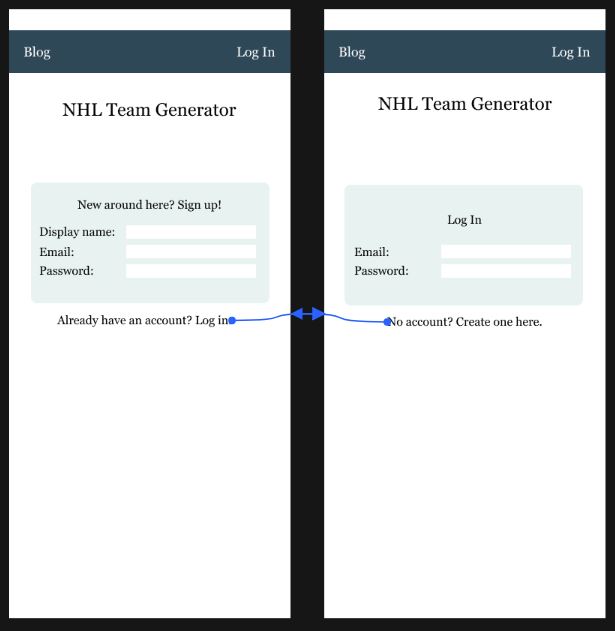 Blog Log In
NHL Team Generator
New around here? Sign up!
Display name:
Email:
Password:
Already have an account? Log in
Blog Log In
NHL Team Generator
Log In
Email:
Password:
No account? Create one here.